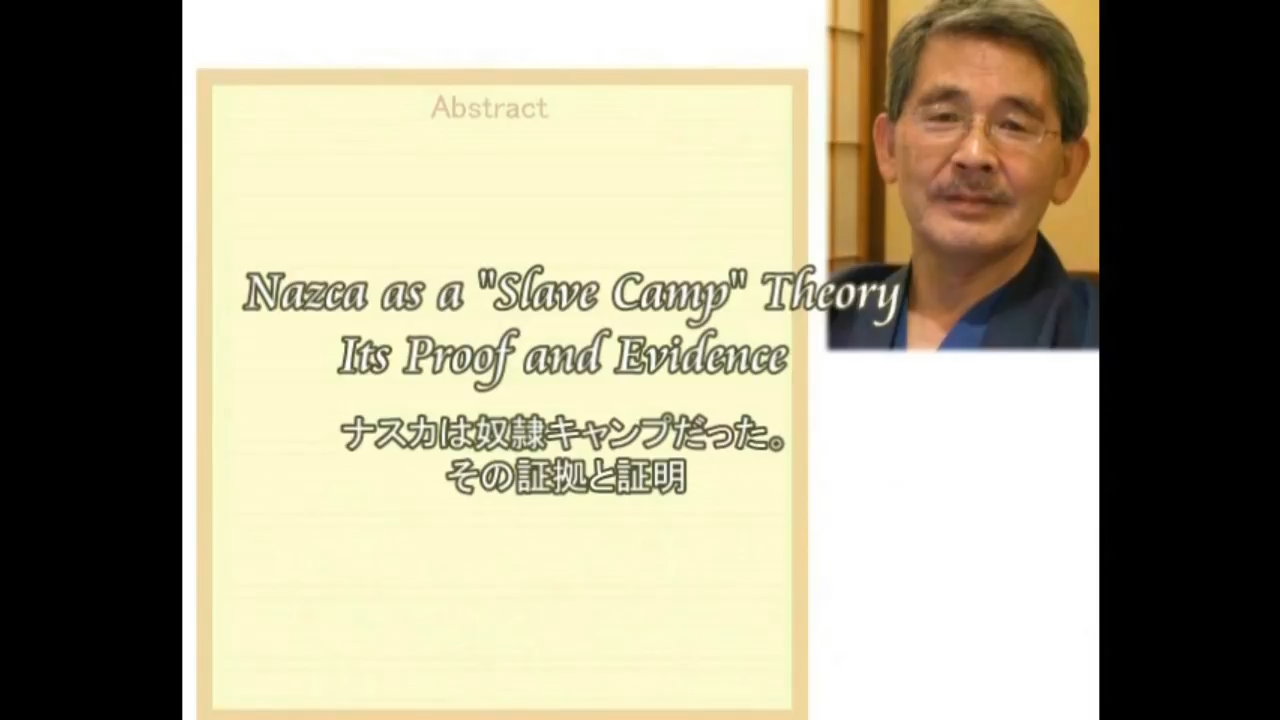 Abstract
Nazca as a "Slave Camp" Theory
Its Proof and Evidence
ナスカは奴隷キャンプだった。
その証拠と証明